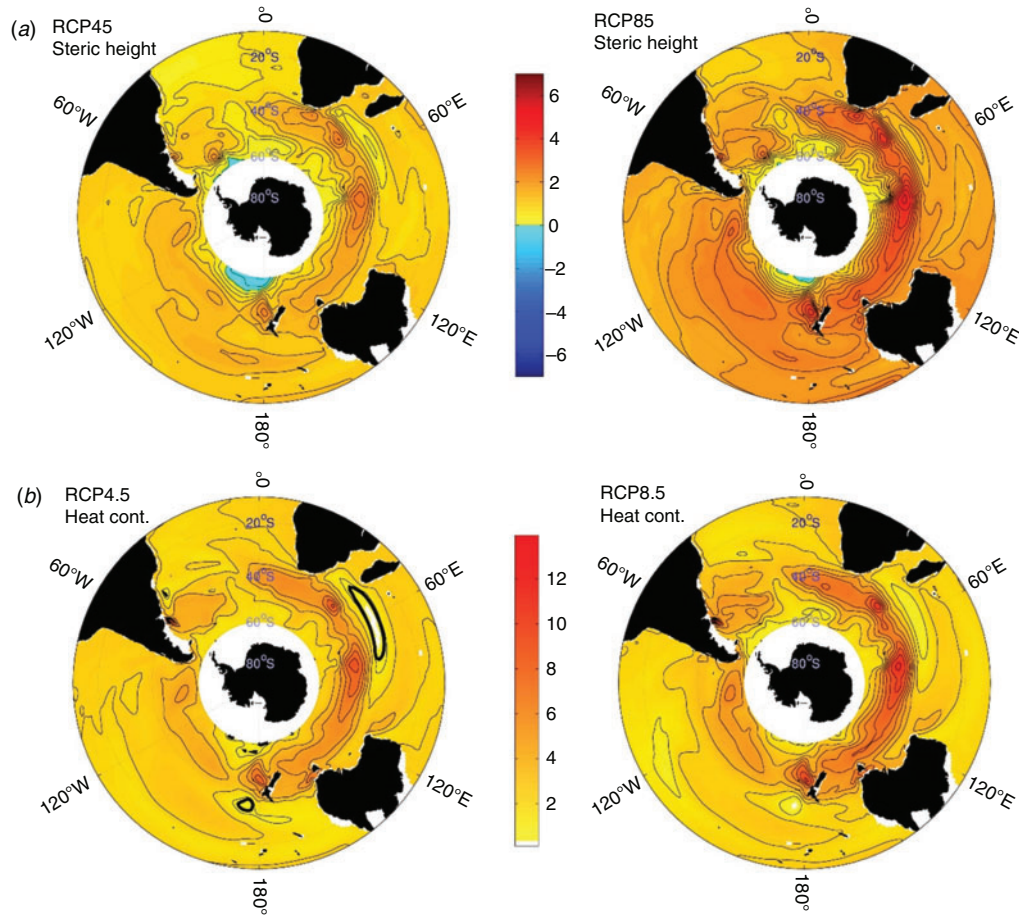 (a)
RCP45
Steric height
0°
20°S
40°S
60°S
80°S
60°W
60°E
120°W
120°E
180°
6
4
2
0
−2
−4
−6
RCP85
Steric height
0°
20°S
40°S
60°S
80°S
60°W
60°E
120°W
120°E
180°
(b)
RCP4.5
Heat cont.
0°
20°S
40°S
60°S
80°S
60°W
60°E
120°W
120°E
180°
12
10
8
6
4
2
RCP8.5
Heat cont.
0°
20°S
40°S
60°S
80°S
60°W
60°E
120°W
120°E
180°